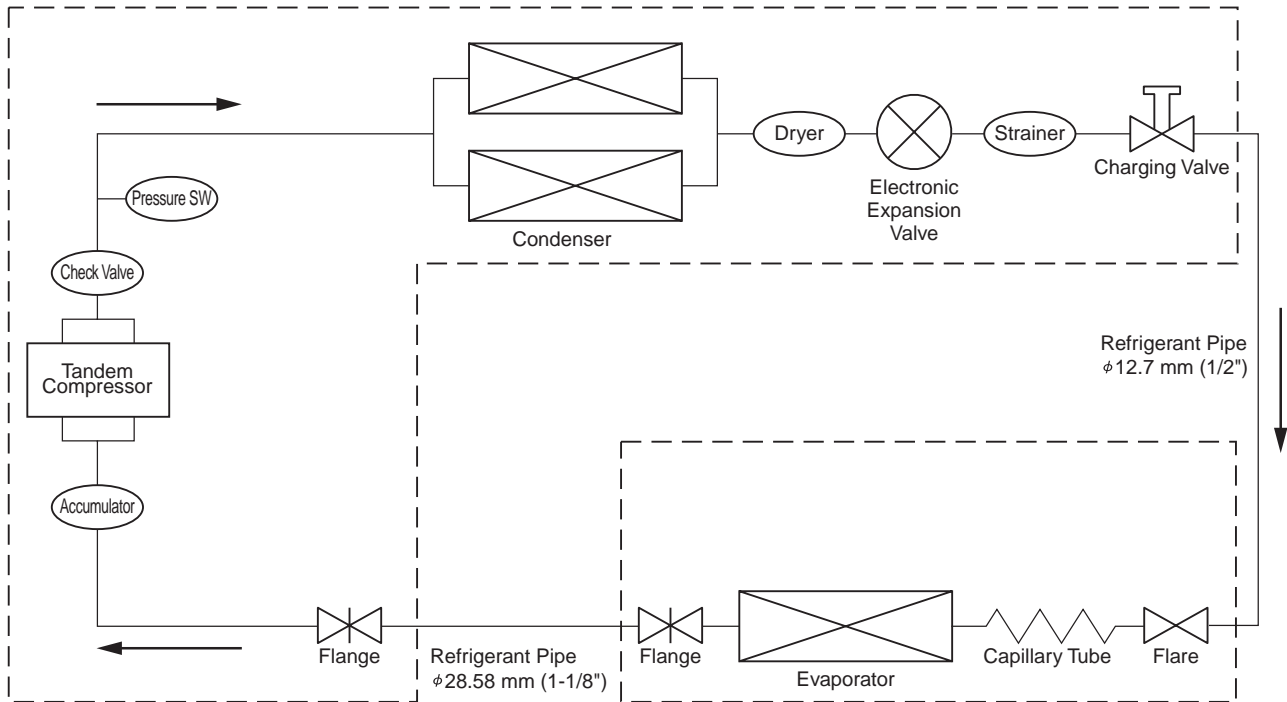 Dryer
Strainer
Charging Valve
Electronic
Expansion
Valve
Condenser
Pressure SW
Check Valve
Tandem
Compressor
Accumulator
Refrigerant Pipe
ϕ12.7 mm (1/2")
Flange
Refrigerant Pipe
ϕ28.58 mm (1-1/8")
Flange
Evaporator
Capillary Tube
Flare